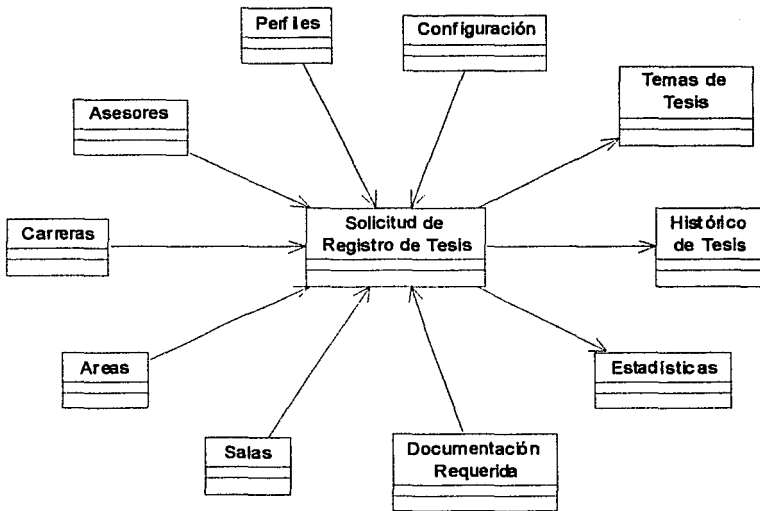 Perfiles
Configuración
Temas de
Tesis
Asesores
Solicitud de
Registro de Tesis
Carreras
Histórico
de Tesis
Areas
Estadísticas
Salas
Documentación
Requerida